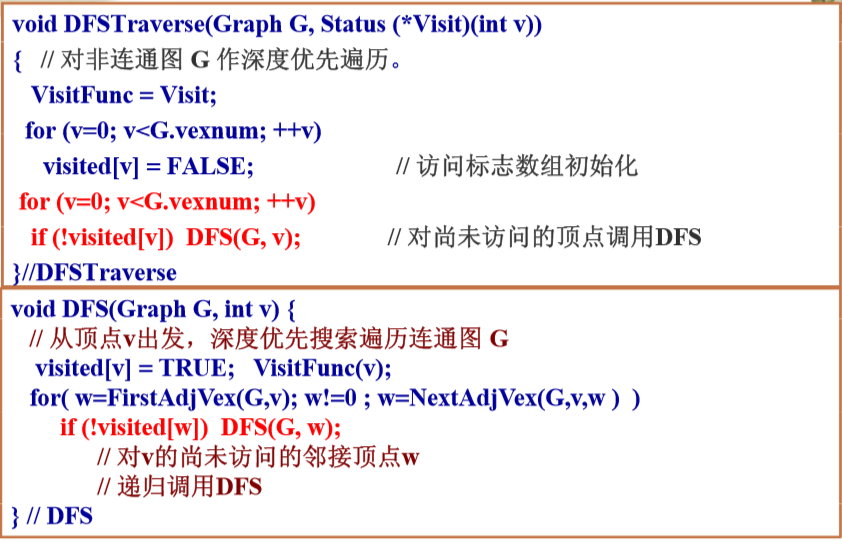 void DFSTraverse(Graph G, Status (*Visit)(int v))
{ // 对非连通图 G 作深度优先遍历。
VisitFunc = Visit;
for (v=0; v<G.vexnum; ++v)
visited[v] = FALSE; // 访问标志数组初始化
for (v=0; v<G.vexnum; ++v)
if (!visited[v]) DFS(G, v); // 对尚未访问的顶点调用DFS
}//DFSTraverse
void DFS(Graph G, int v) {
// 从顶点v出发，深度优先搜索遍历连通图 G
visited[v] = TRUE; VisitFunc(v);
for( w=FirstAdjVex(G,v); w!=0 ; w=NextAdjVex(G,v,w ) )
if (!visited[w]) DFS(G, w);
// 对v的尚未访问的邻接顶点w
// 递归调用DFS
} // DFS